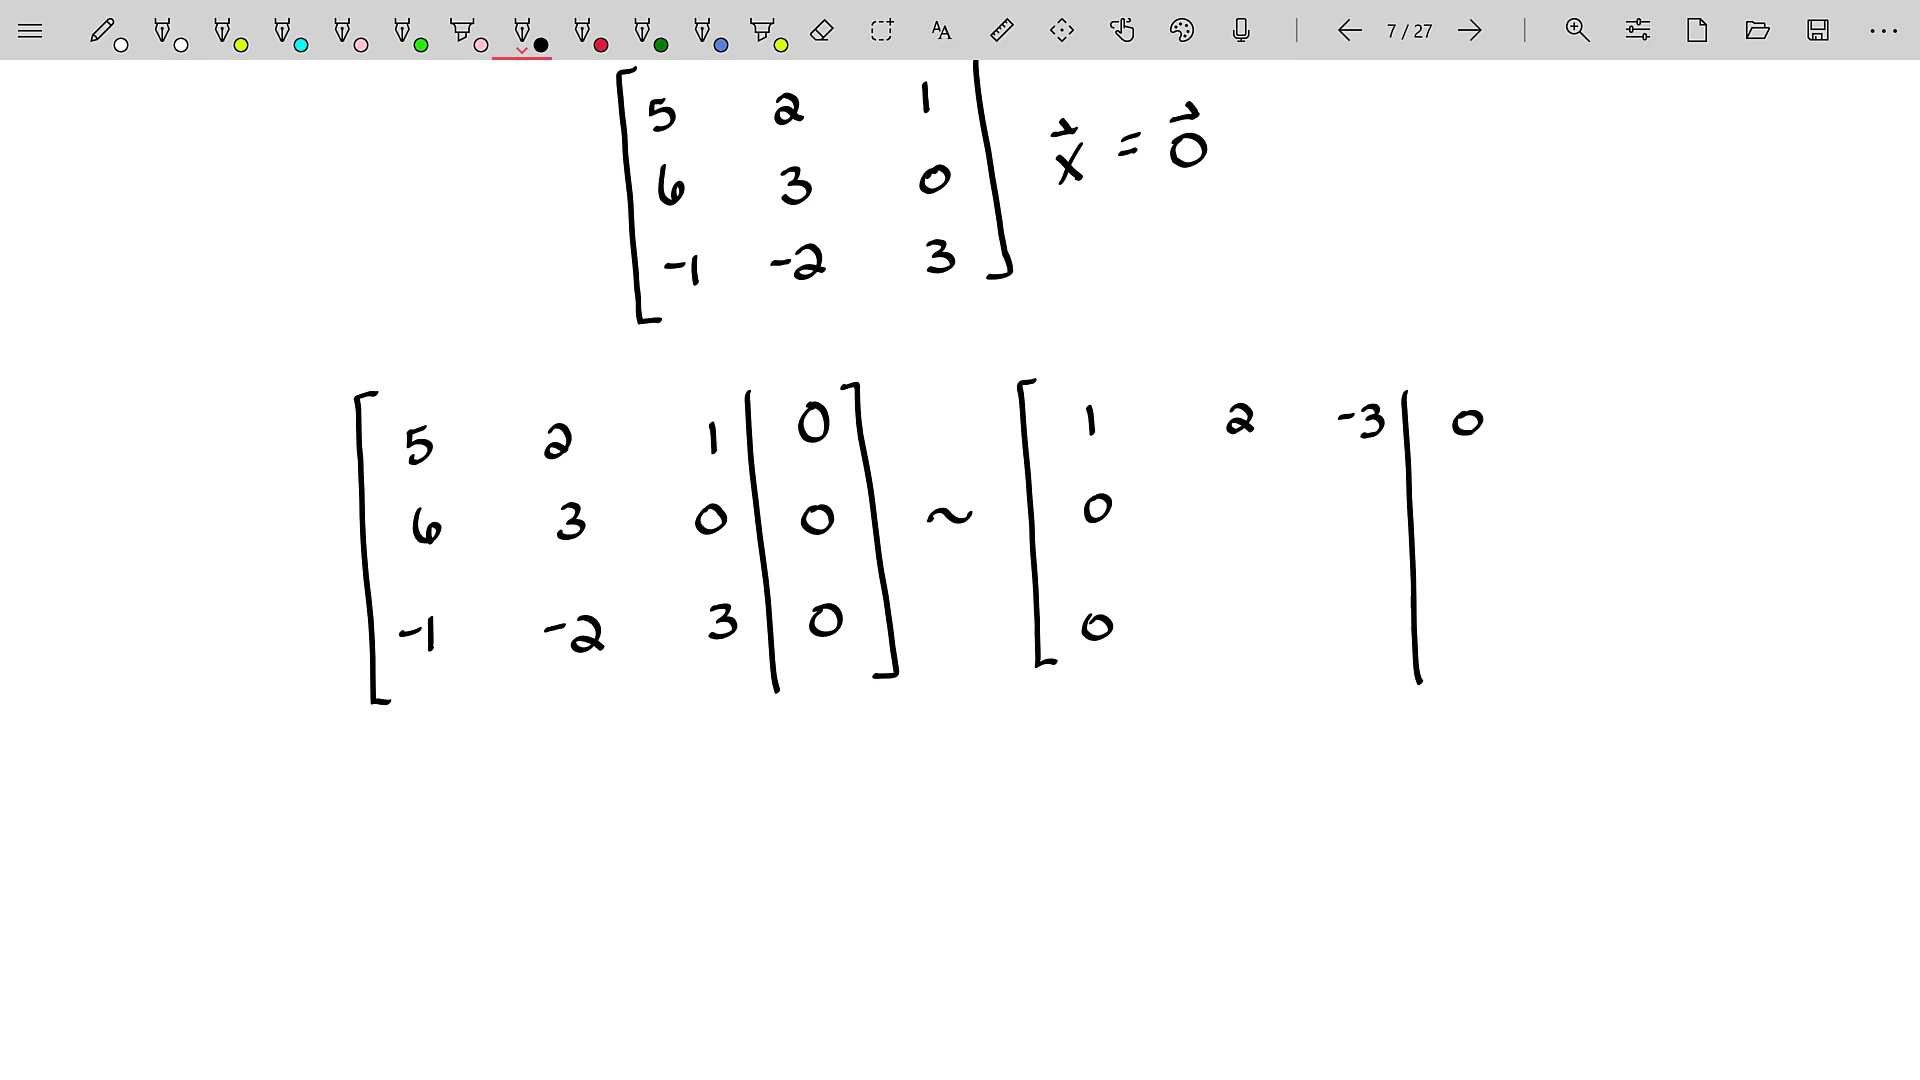 7 / 27
5 2 1
6 3 0 x⃗ = 0⃗
-1 -2 3
5 2 1 | 0 1 2 -3 | 0
6 3 0 | 0 ~ 0
-1 -2 3 | 0 0